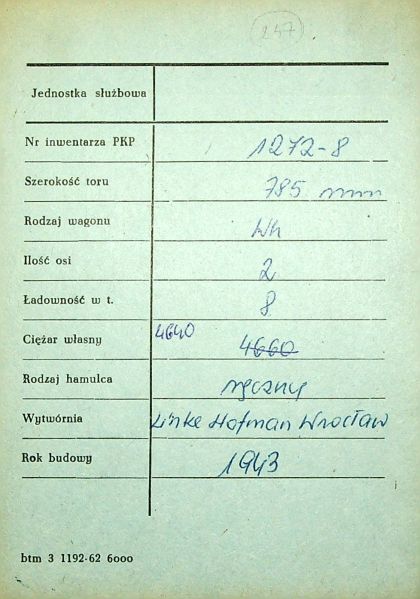 247
Jednostka służbowa
Nr inwentarza PKP 1272-8
Szerokość toru 785 mm
Rodzaj wagonu Wh
Ilość osi 2
Ładowność w t. 8
Ciężar własny 4640 4660
Rodzaj hamulca ręczny
Wytwórnia Linke Hofman Wrocław
Rok budowy 1943
btm 3 1192-62 6000